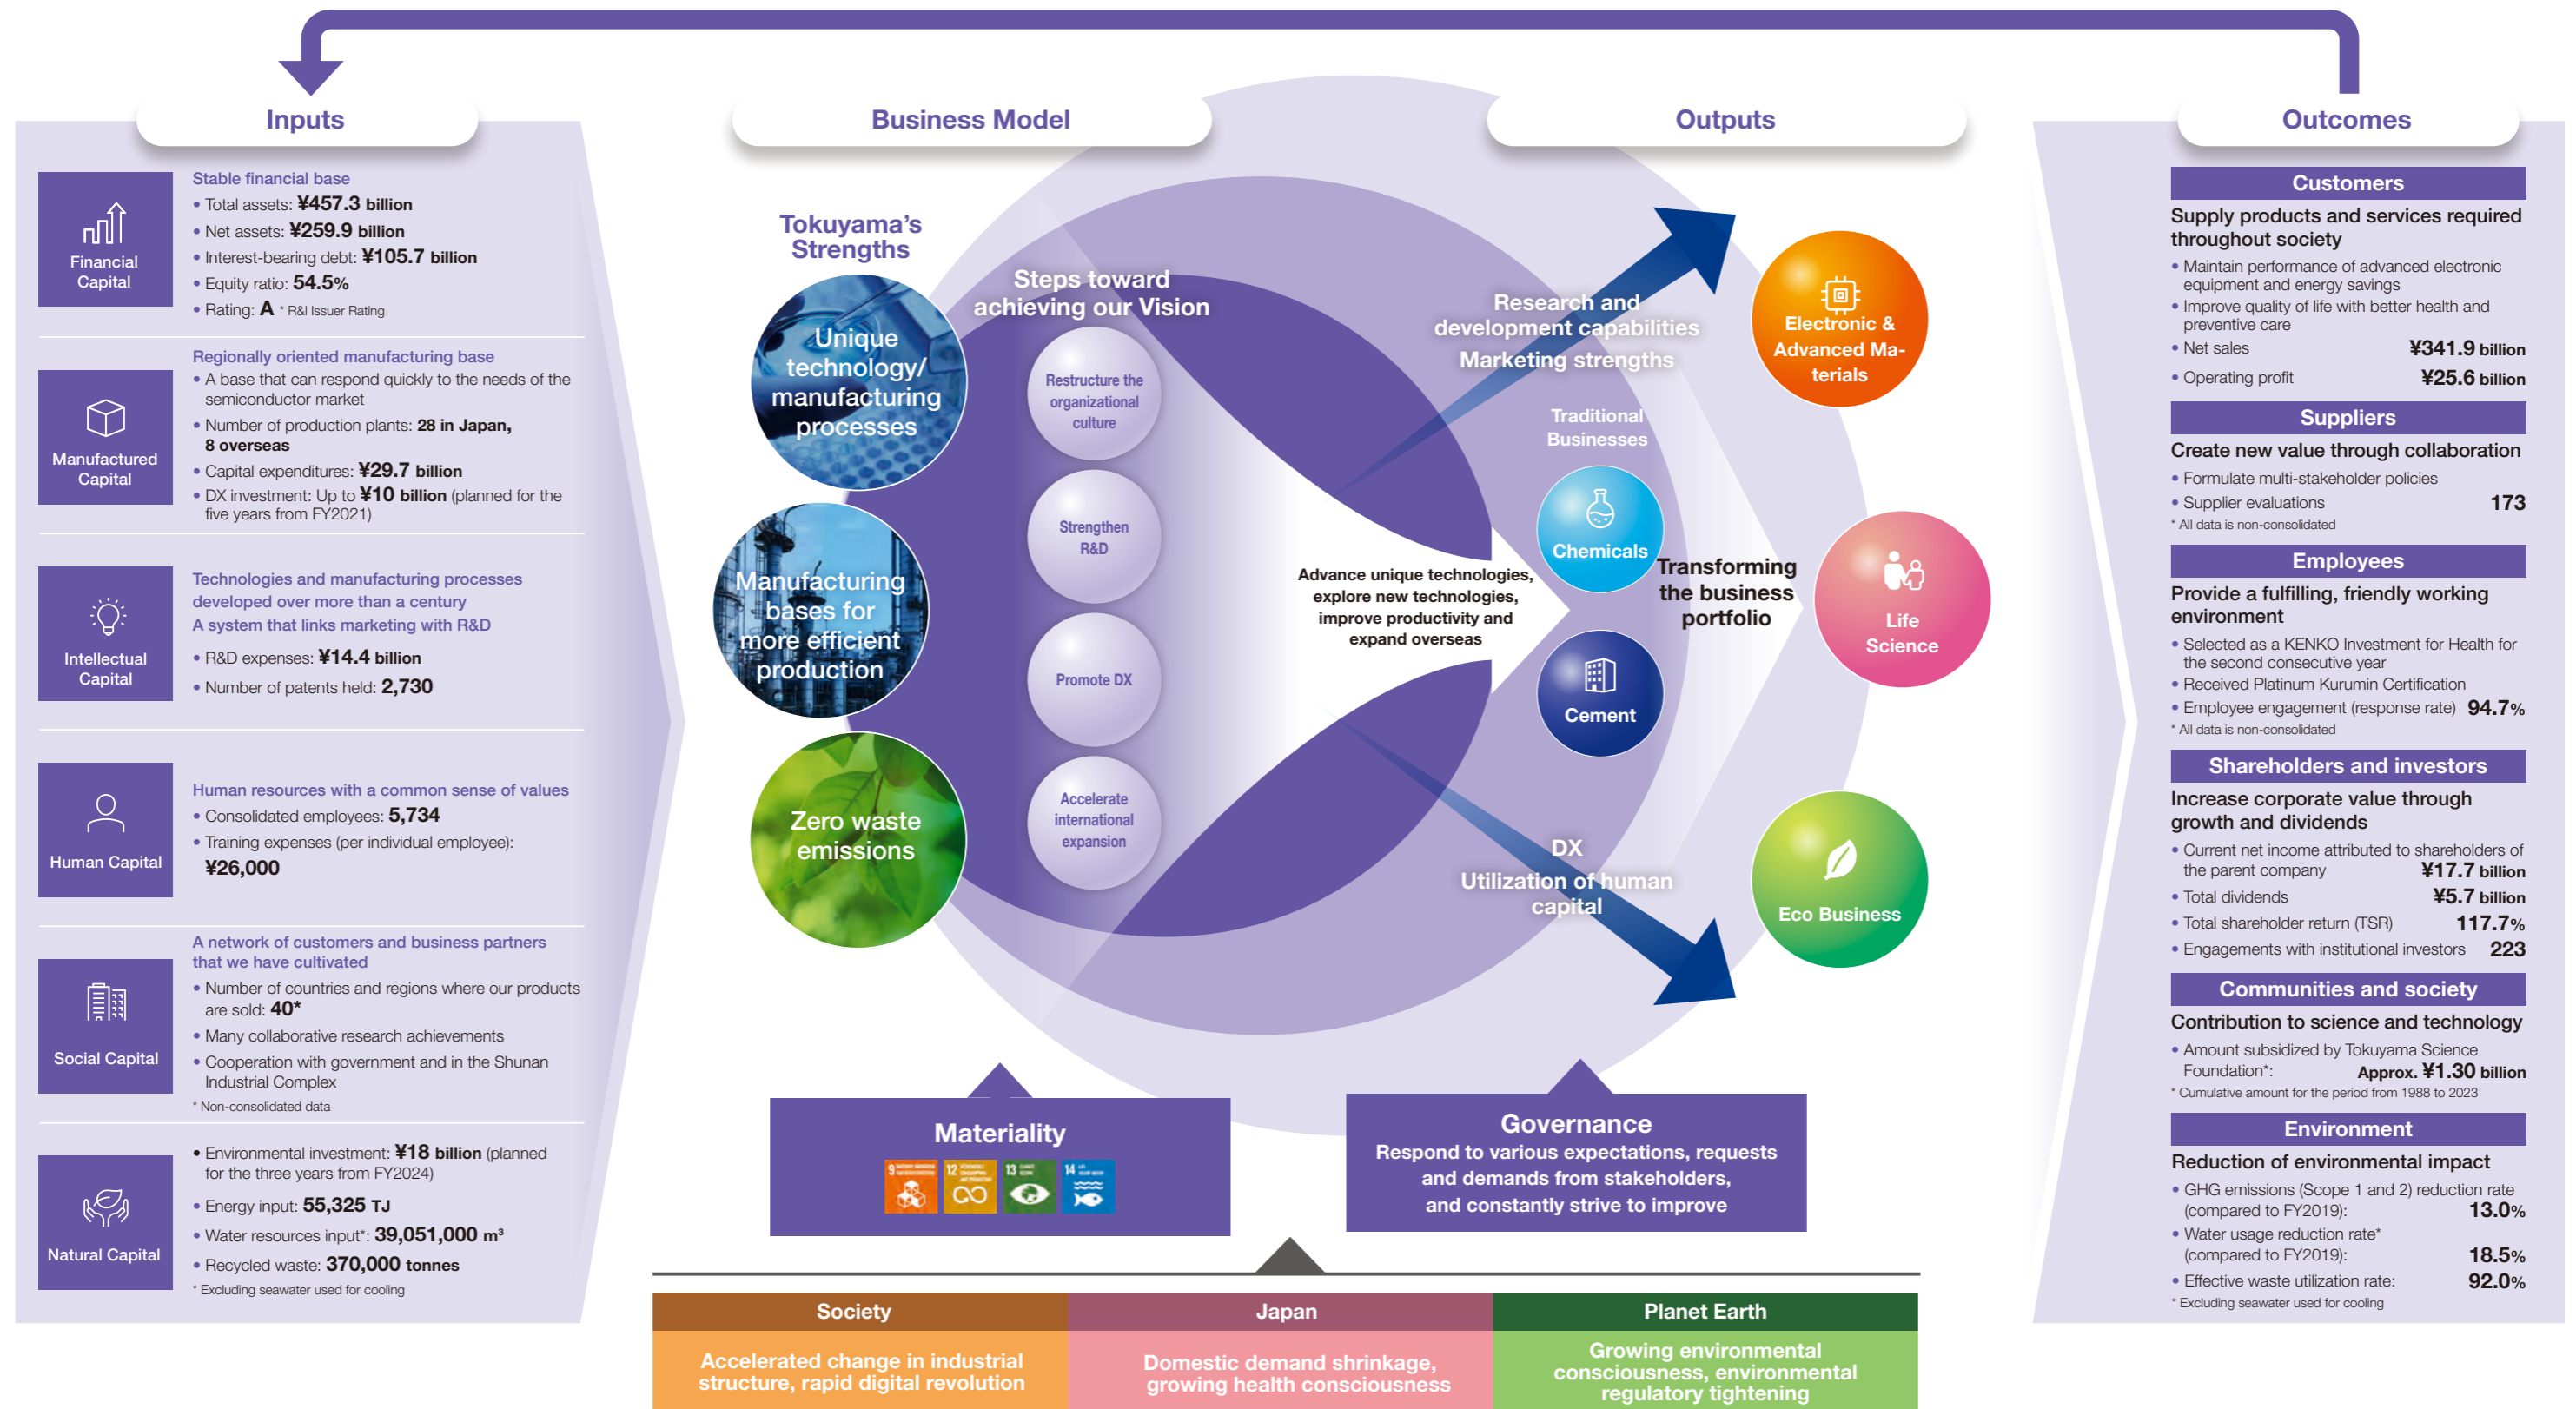 Inputs
Financial
Capital
Stable financial base
• Total assets: ¥457.3 billion
• Net assets: ¥259.9 billion
• Interest-bearing debt: ¥105.7 billion
• Equity ratio: 54.5%
• Rating: A * R&I Issuer Rating
Manufactured
Capital
Regionally oriented manufacturing base
• A base that can respond quickly to the needs of the
semiconductor market
• Number of production plants: 28 in Japan,
8 overseas
• Capital expenditures: ¥29.7 billion
• DX investment: Up to ¥10 billion (planned for the
five years from FY2021)
Intellectual
Capital
Technologies and manufacturing processes
developed over more than a century
A system that links marketing with R&D
• R&D expenses: ¥14.4 billion
• Number of patents held: 2,730
Human Capital
Human resources with a common sense of values
• Consolidated employees: 5,734
• Training expenses (per individual employee):
¥26,000
Social Capital
A network of customers and business partners
that we have cultivated
• Number of countries and regions where our products
are sold: 40*
• Many collaborative research achievements
• Cooperation with government and in the Shunan
Industrial Complex
* Non-consolidated data
Natural Capital
• Environmental investment: ¥18 billion (planned
for the three years from FY2024)
• Energy input: 55,325 TJ
• Water resources input*: 39,051,000 m³
• Recycled waste: 370,000 tonnes
* Excluding seawater used for cooling
Business Model
Tokuyama's
Strengths
Unique
technology/
manufacturing
processes
Manufacturing
bases for
more efficient
production
Zero waste
emissions
Steps toward
achieving our Vision
Restructure the
organizational
culture
Strengthen
R&D
Promote DX
Accelerate
international
expansion
Advance unique technologies,
explore new technologies,
improve productivity and
expand overseas
Outputs
Research and
development capabilities
Marketing strengths
Traditional
Businesses
Chemicals
Cement
Transforming
the business
portfolio
DX
Utilization of human
capital
Electronic &
Advanced Ma-
terials
Life
Science
Eco Business
Materiality
9
12
13
14
Governance
Respond to various expectations, requests
and demands from stakeholders,
and constantly strive to improve
Society
Accelerated change in industrial
structure, rapid digital revolution
Japan
Domestic demand shrinkage,
growing health consciousness
Planet Earth
Growing environmental
consciousness, environmental
regulatory tightening
Outcomes
Customers
Supply products and services required
throughout society
• Maintain performance of advanced electronic
equipment and energy savings
• Improve quality of life with better health and
preventive care
• Net sales ¥341.9 billion
• Operating profit ¥25.6 billion
Suppliers
Create new value through collaboration
• Formulate multi-stakeholder policies
• Supplier evaluations 173
* All data is non-consolidated
Employees
Provide a fulfilling, friendly working
environment
• Selected as a KENKO Investment for Health for
the second consecutive year
• Received Platinum Kurumin Certification
• Employee engagement (response rate) 94.7%
* All data is non-consolidated
Shareholders and investors
Increase corporate value through
growth and dividends
• Current net income attributed to shareholders of
the parent company ¥17.7 billion
• Total dividends ¥5.7 billion
• Total shareholder return (TSR) 117.7%
• Engagements with institutional investors 223
Communities and society
Contribution to science and technology
• Amount subsidized by Tokuyama Science
Foundation*: Approx. ¥1.30 billion
* Cumulative amount for the period from 1988 to 2023
Environment
Reduction of environmental impact
• GHG emissions (Scope 1 and 2) reduction rate
(compared to FY2019): 13.0%
• Water usage reduction rate*
(compared to FY2019): 18.5%
• Effective waste utilization rate: 92.0%
* Excluding seawater used for cooling